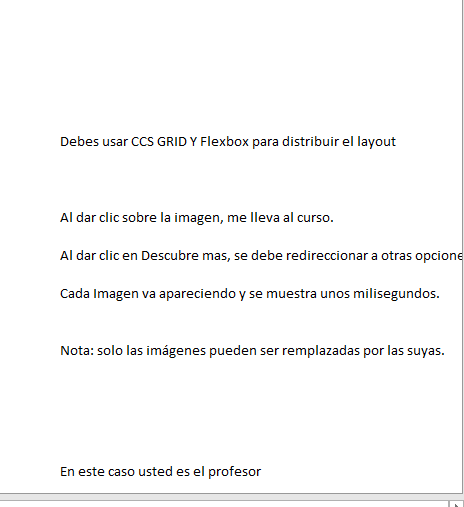 Debes usar CCS GRID Y Flexbox para distribuir el layout
Al dar clic sobre la imagen, me lleva al curso.
Al dar clic en Descubre mas, se debe redireccionar a otras opcione
Cada Imagen va apareciendo y se muestra unos milisegundos.
Nota: solo las imágenes pueden ser remplazadas por las suyas.
En este caso usted es el profesor